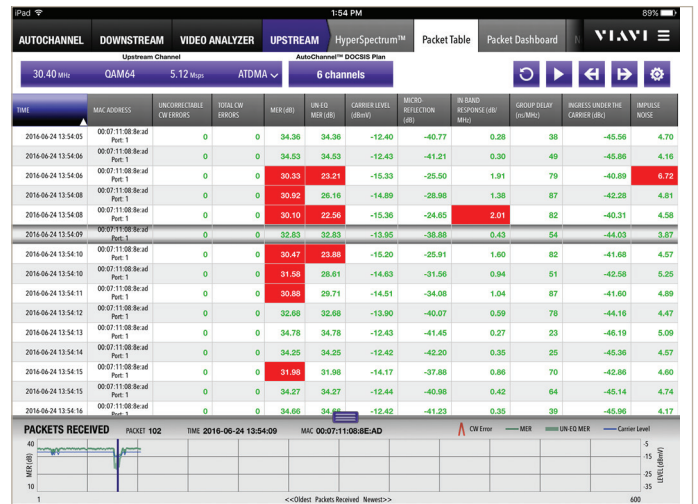 iPad 1:54 PM 89%
AUTOCHANNEL DOWNSTREAM VIDEO ANALYZER UPSTREAM HyperSpectrum™ Packet Table Packet Dashboard N VIAVI
Upstream Channel AutoChannel™ DOCSIS Plan
30.40 MHz QAM64 5.12 Msps ATDMA 6 channels
TIME MAC ADDRESS UNCORRECTABLE CW ERRORS TOTAL CW ERRORS MER (dB) UN-EQ MER (dB) CARRIER LEVEL (dBmV) MICRO-REFLECTION (dB) IN-BAND RESPONSE (dB/MHz) GROUP DELAY (ns/MHz) INGRESS UNDER THE CARRIER (dBc) IMPULSE NOISE
2016-06-24 13:54:05 00:07:11:08:8e:ad Port: 1 0 0 34.36 34.36 -12.40 -40.77 0.28 38 -45.56 4.70
2016-06-24 13:54:06 00:07:11:08:8e:ad Port: 1 0 0 34.53 34.53 -12.43 -41.21 0.30 49 -45.86 4.16
2016-06-24 13:54:06 00:07:11:08:8e:ad Port: 1 0 0 30.33 23.21 -15.33 -25.50 1.91 79 -40.89 6.72
2016-06-24 13:54:08 00:07:11:08:8e:ad Port: 1 0 0 30.92 26.16 -14.89 -28.98 1.38 87 -42.28 4.81
2016-06-24 13:54:08 00:07:11:08:8e:ad Port: 1 0 0 30.10 22.56 -15.36 -24.65 2.01 82 -40.31 4.58
2016-06-24 13:54:09 00:07:11:08:8e:ad Port: 1 0 0 32.83 32.83 -13.95 -38.88 0.43 54 -44.03 3.87
2016-06-24 13:54:10 00:07:11:08:8e:ad Port: 1 0 0 30.47 23.88 -15.20 -25.91 1.60 82 -41.68 4.57
2016-06-24 13:54:10 00:07:11:08:8e:ad Port: 1 0 0 31.58 28.61 -14.63 -31.56 0.94 51 -42.58 5.25
2016-06-24 13:54:11 00:07:11:08:8e:ad Port: 1 0 0 30.88 29.71 -14.51 -34.08 1.04 87 -41.60 4.89
2016-06-24 13:54:12 00:07:11:08:8e:ad Port: 1 0 0 32.68 32.68 -13.90 -40.07 0.59 78 -44.16 4.47
2016-06-24 13:54:13 00:07:11:08:8e:ad Port: 1 0 0 34.78 34.78 -12.43 -41.45 0.27 23 -46.19 5.09
2016-06-24 13:54:14 00:07:11:08:8e:ad Port: 1 0 0 34.25 34.25 -12.42 -42.20 0.35 25 -45.36 4.57
2016-06-24 13:54:15 00:07:11:08:8e:ad Port: 1 0 0 31.98 31.98 -14.17 -37.88 0.86 70 -42.86 4.60
2016-06-24 13:54:15 00:07:11:08:8e:ad Port: 1 0 0 34.27 34.27 -12.44 -40.98 0.42 64 -45.14 4.74
2016-06-24 13:54:16 00:07:11:08:8e:ad Port: 1 0 0 34.66 34.66 -12.42 -41.23 0.35 39 -45.96 4.17
PACKETS RECEIVED PACKET 102 TIME 2016-06-24 13:54:09 MAC 00:07:11:08:8E:AD CW Error MER UN-EQ MER Carrier Level
40 -5
-15
MER (dB) LEVEL (dBmV)
-25
10 -35
1 <<Oldest Packets Received Newest>> 600